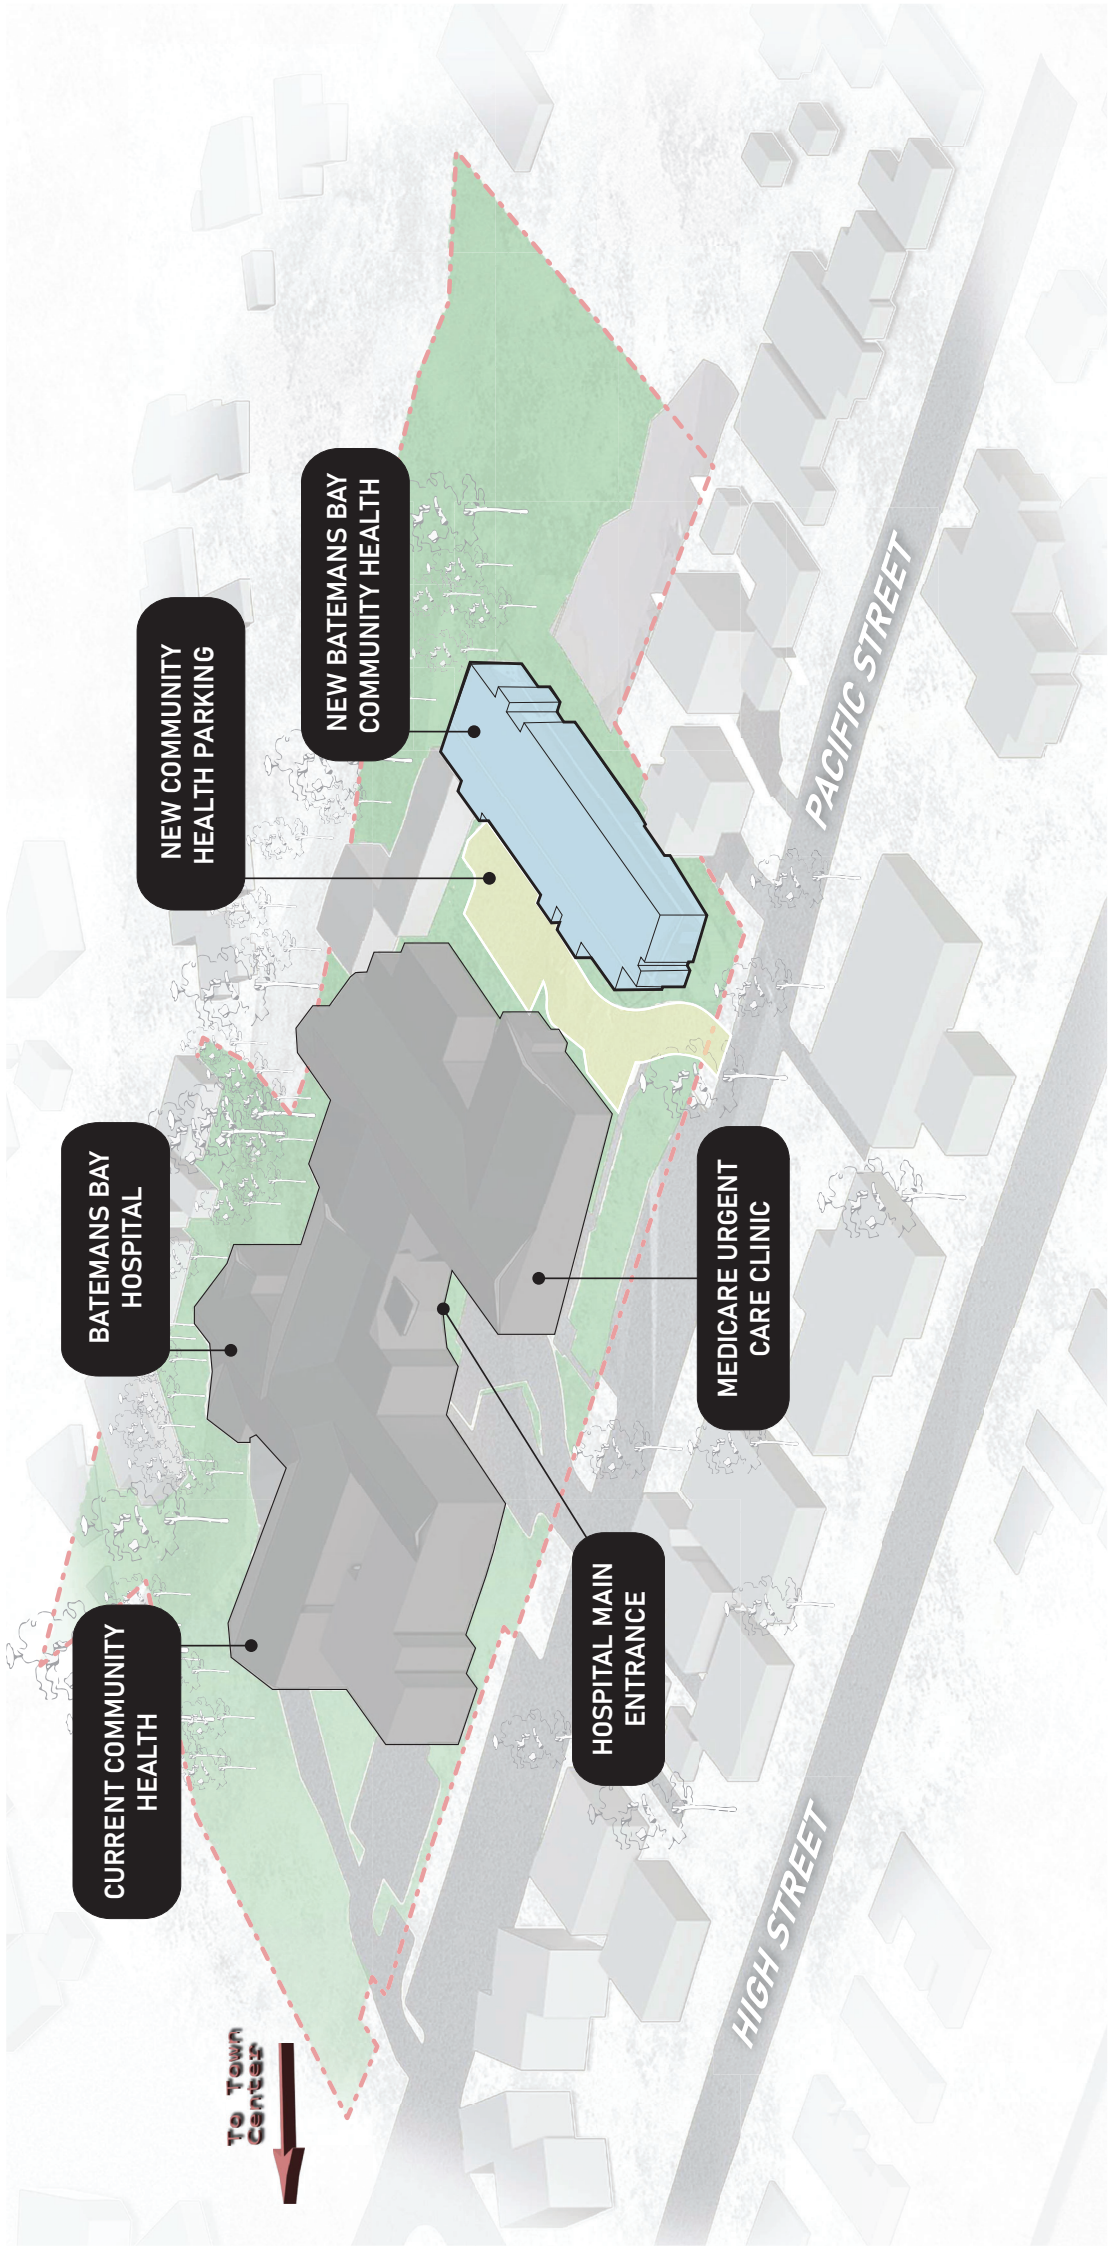 CURRENT COMMUNITY
HEALTH
BATEMANS BAY
HOSPITAL
NEW COMMUNITY
HEALTH PARKING
NEW BATEMANS BAY
COMMUNITY HEALTH
To Town
Center
HOSPITAL MAIN
ENTRANCE
MEDICARE URGENT
CARE CLINIC
PACIFIC STREET
HIGH STREET